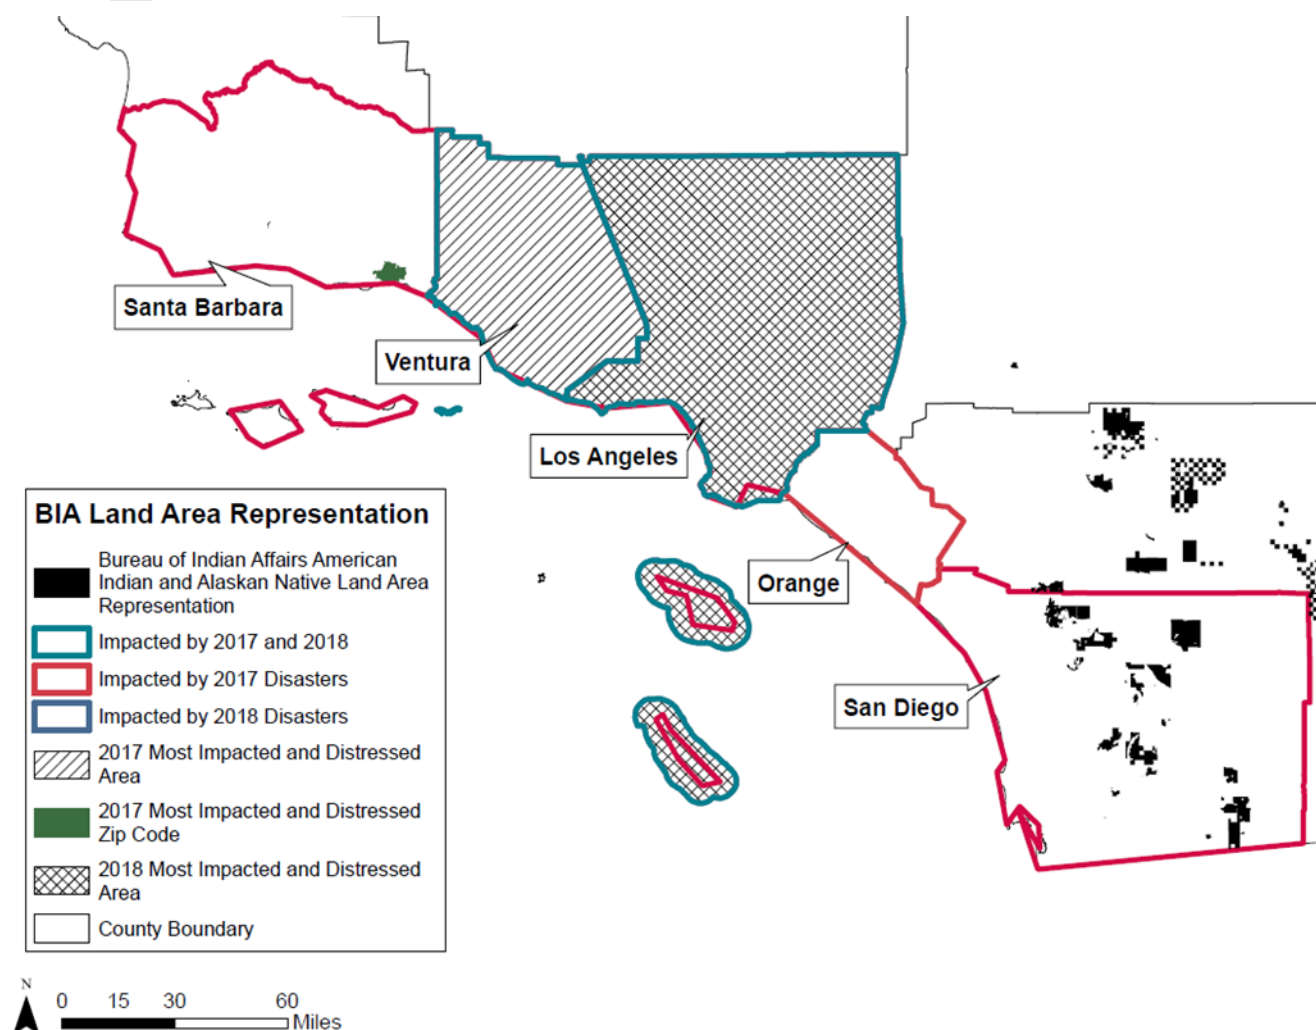 Santa Barbara
Ventura
Los Angeles
Orange
San Diego
BIA Land Area Representation
Bureau of Indian Affairs American
Indian and Alaskan Native Land Area
Representation
Impacted by 2017 and 2018
Impacted by 2017 Disasters
Impacted by 2018 Disasters
2017 Most Impacted and Distressed
Area
2017 Most Impacted and Distressed
Zip Code
2018 Most Impacted and Distressed
Area
County Boundary
N
0 15 30 60
Miles